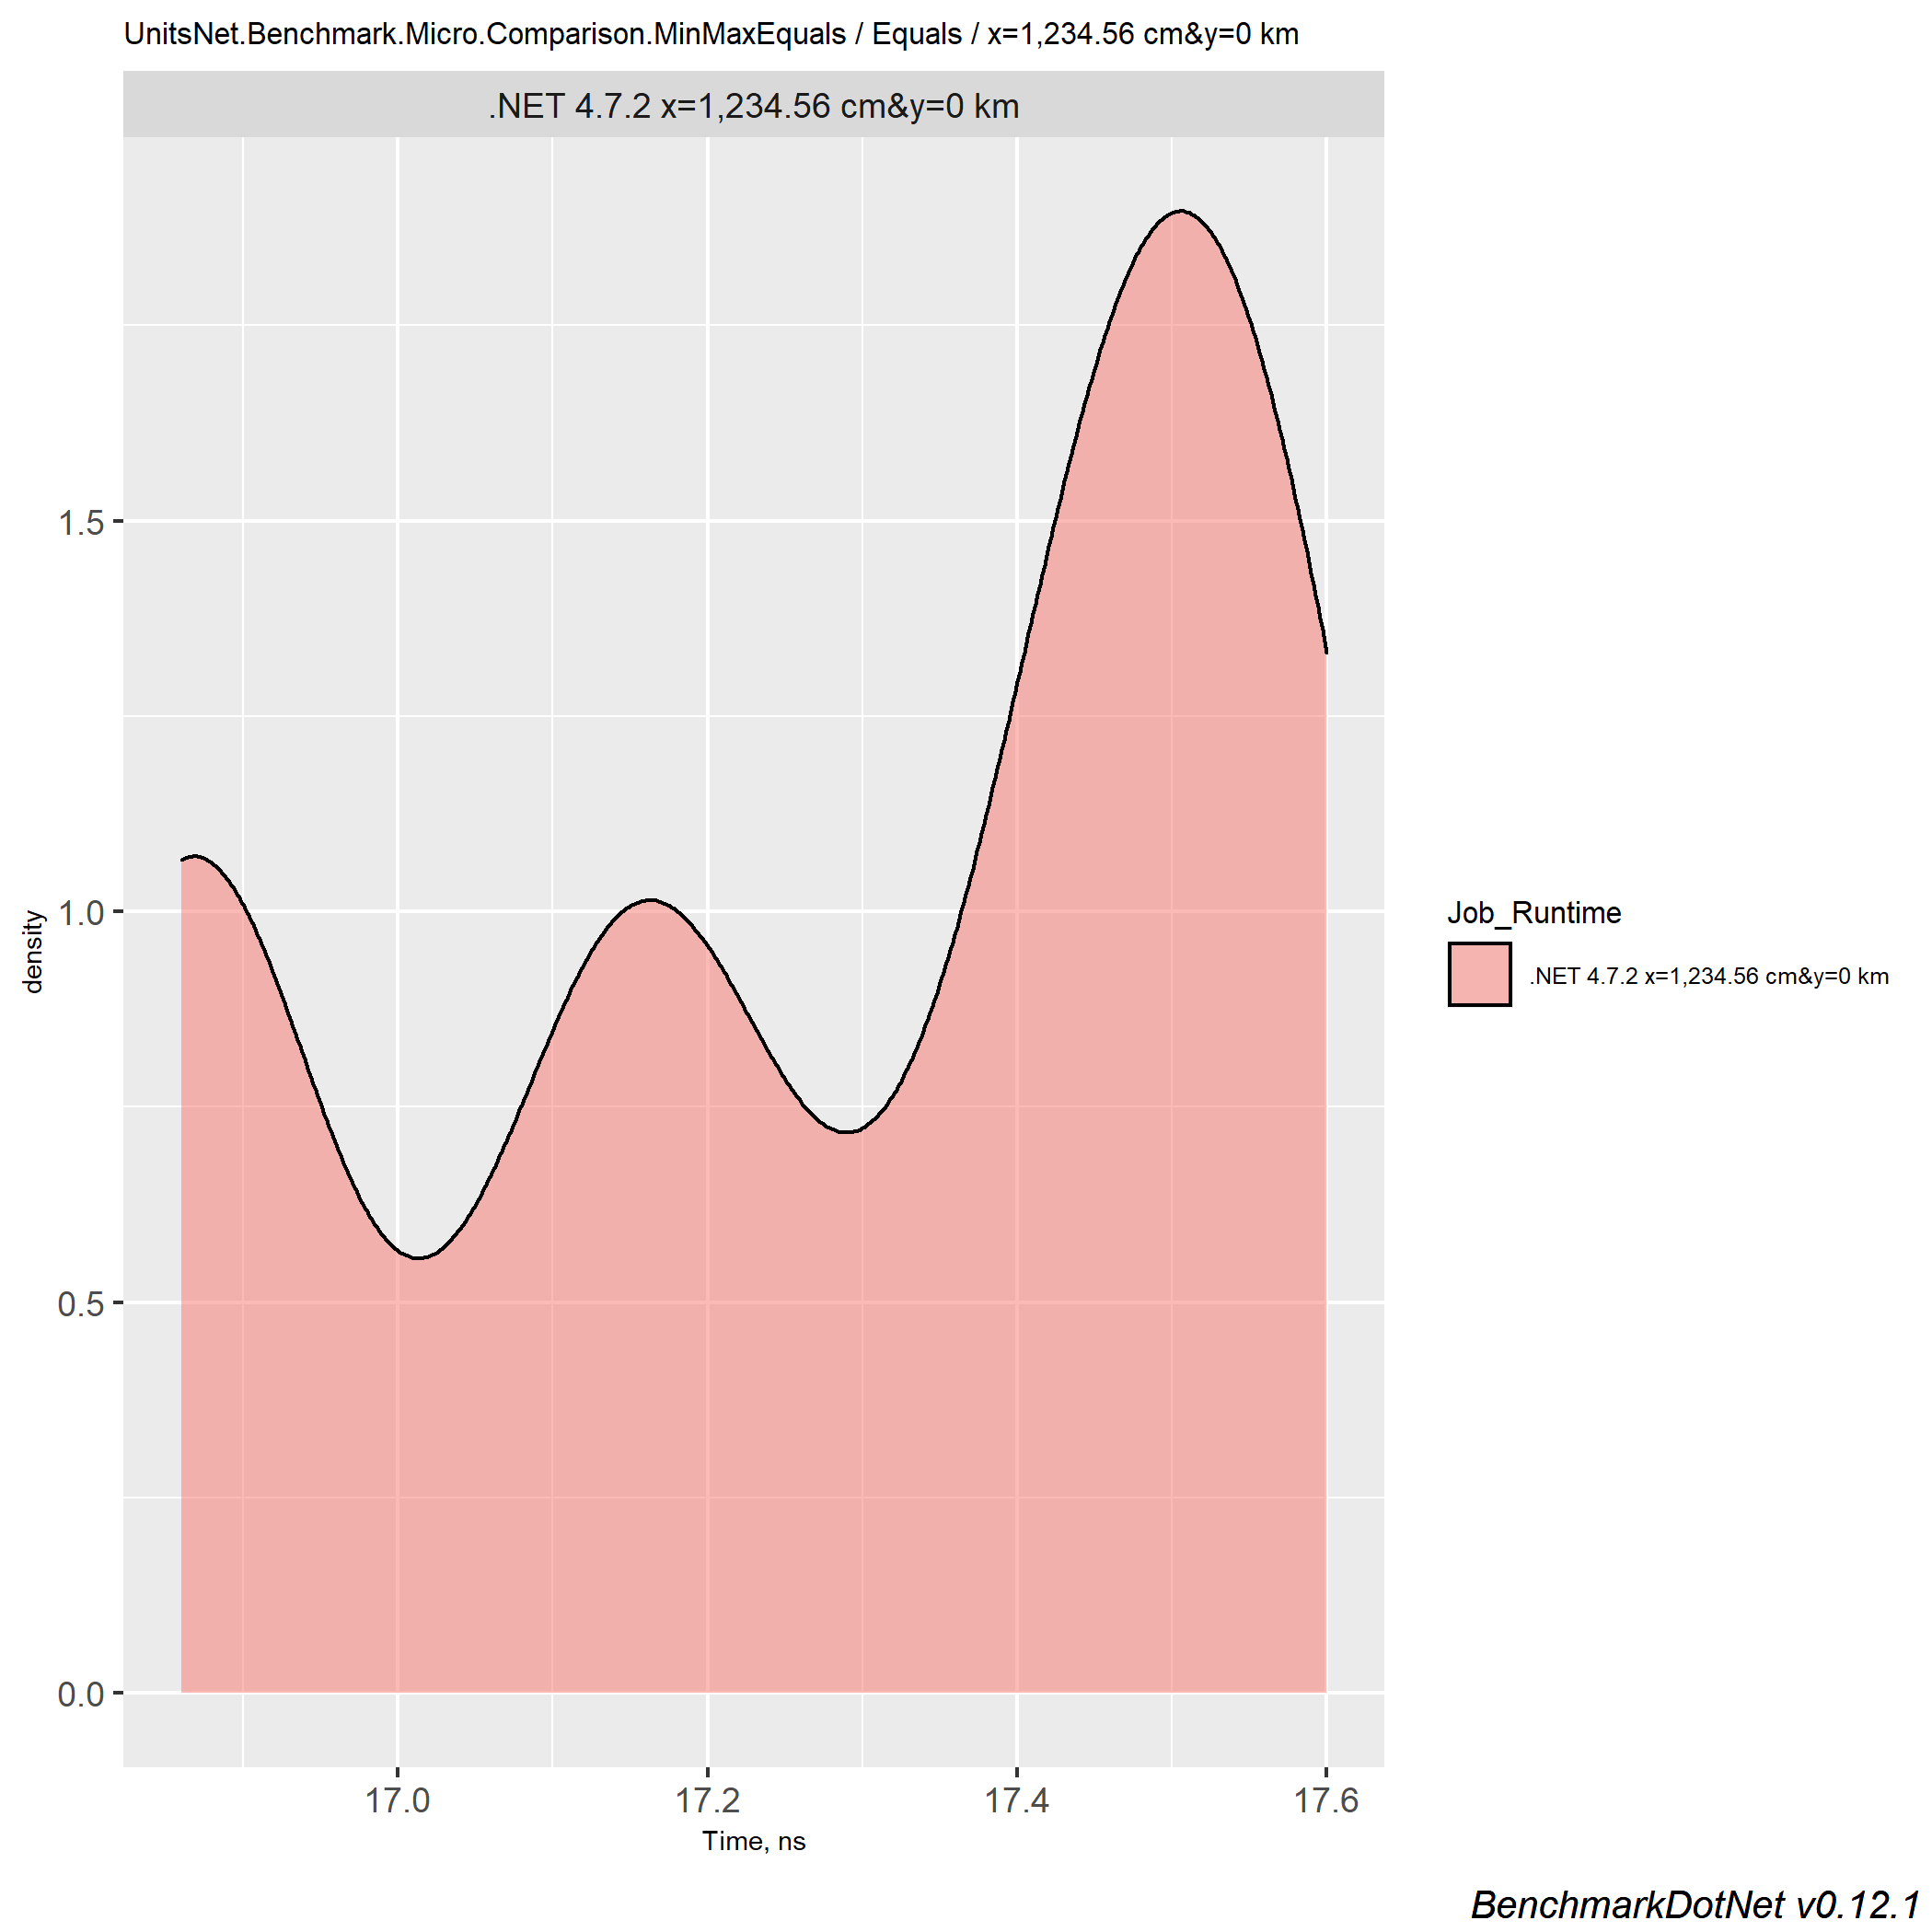 UnitsNet.Benchmark.Micro.Comparison.MinMaxEquals / Equals / x=1,234.56 cm&y=0 km
.NET 4.7.2 x=1,234.56 cm&y=0 km
1.5
1.0
0.5
0.0
density
17.0 17.2 17.4 17.6
Time, ns
Job_Runtime
.NET 4.7.2 x=1,234.56 cm&y=0 km
BenchmarkDotNet v0.12.1